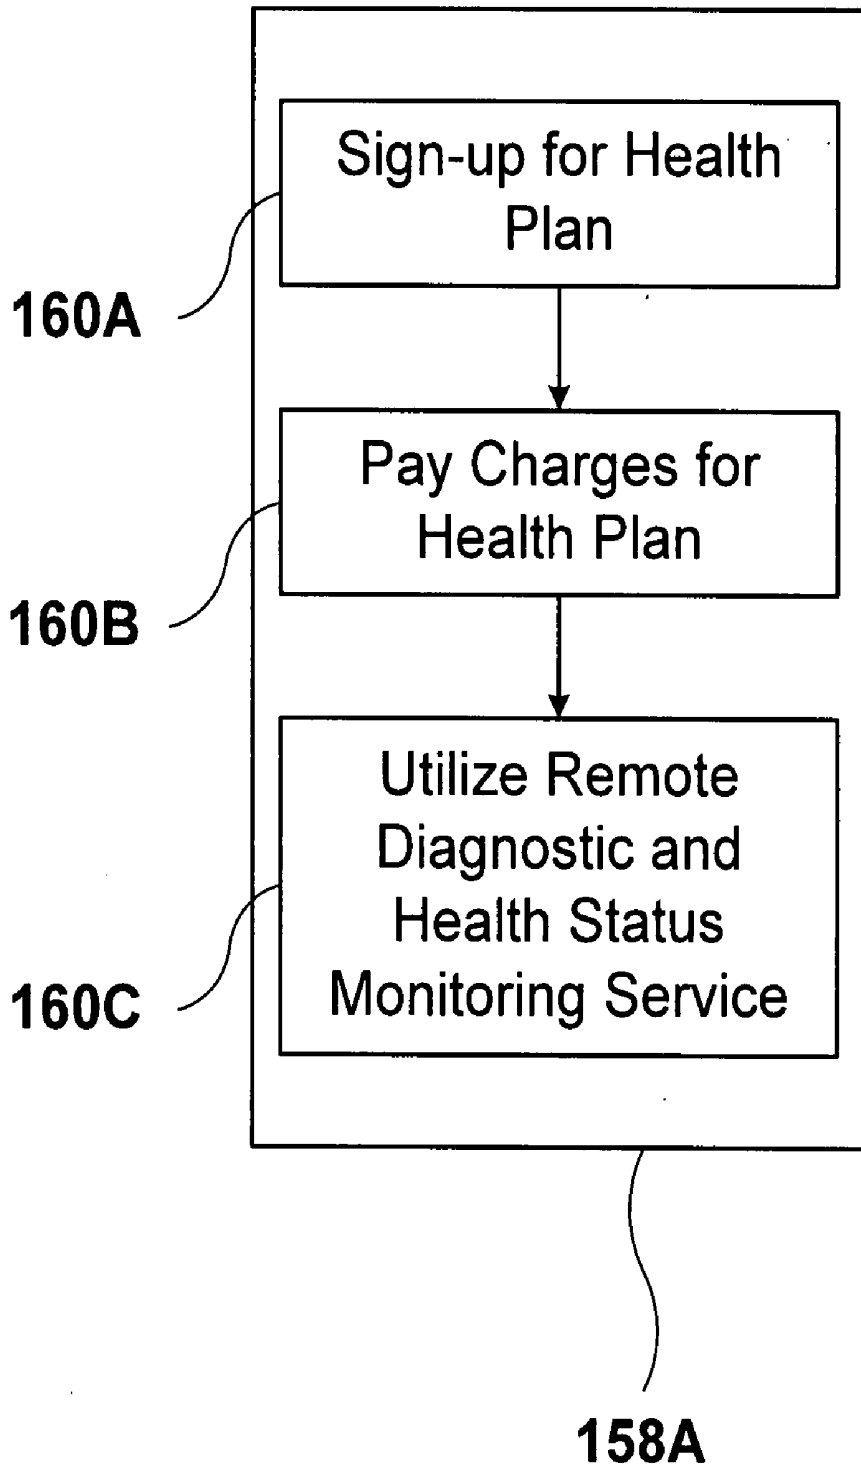 Sign-up for Health
Plan
160A
Pay Charges for
Health Plan
160B
Utilize Remote
Diagnostic and
Health Status
Monitoring Service
160C
158A